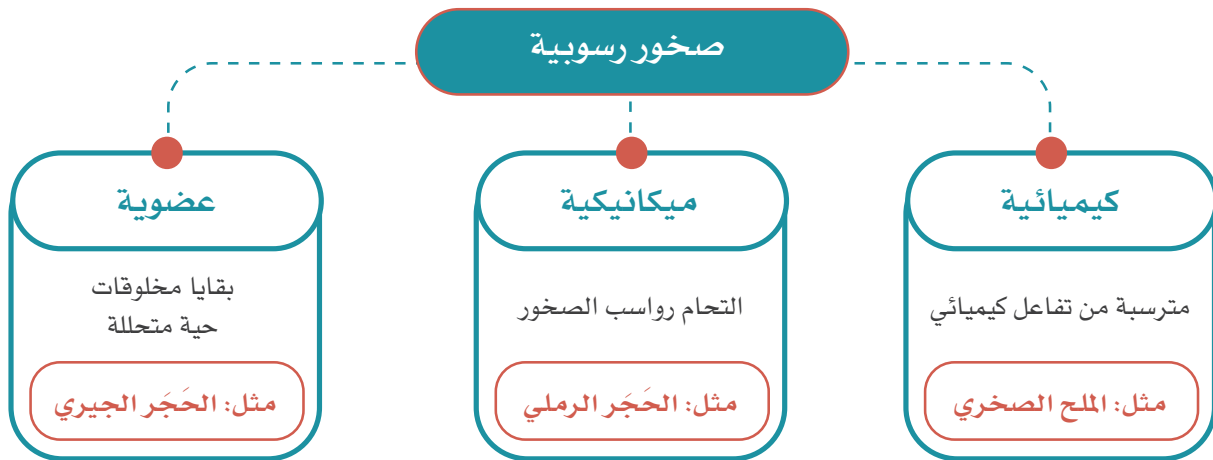 صخور رسوبية
كيميائية
مترسبة من تفاعل كيميائي
مثل: الملح الصخري
ميكانيكية
التحام رواسب الصخور
مثل: الحَجَر الرملي
عضوية
بقايا مخلوقات
حية متحللة
مثل: الحَجَر الجيري